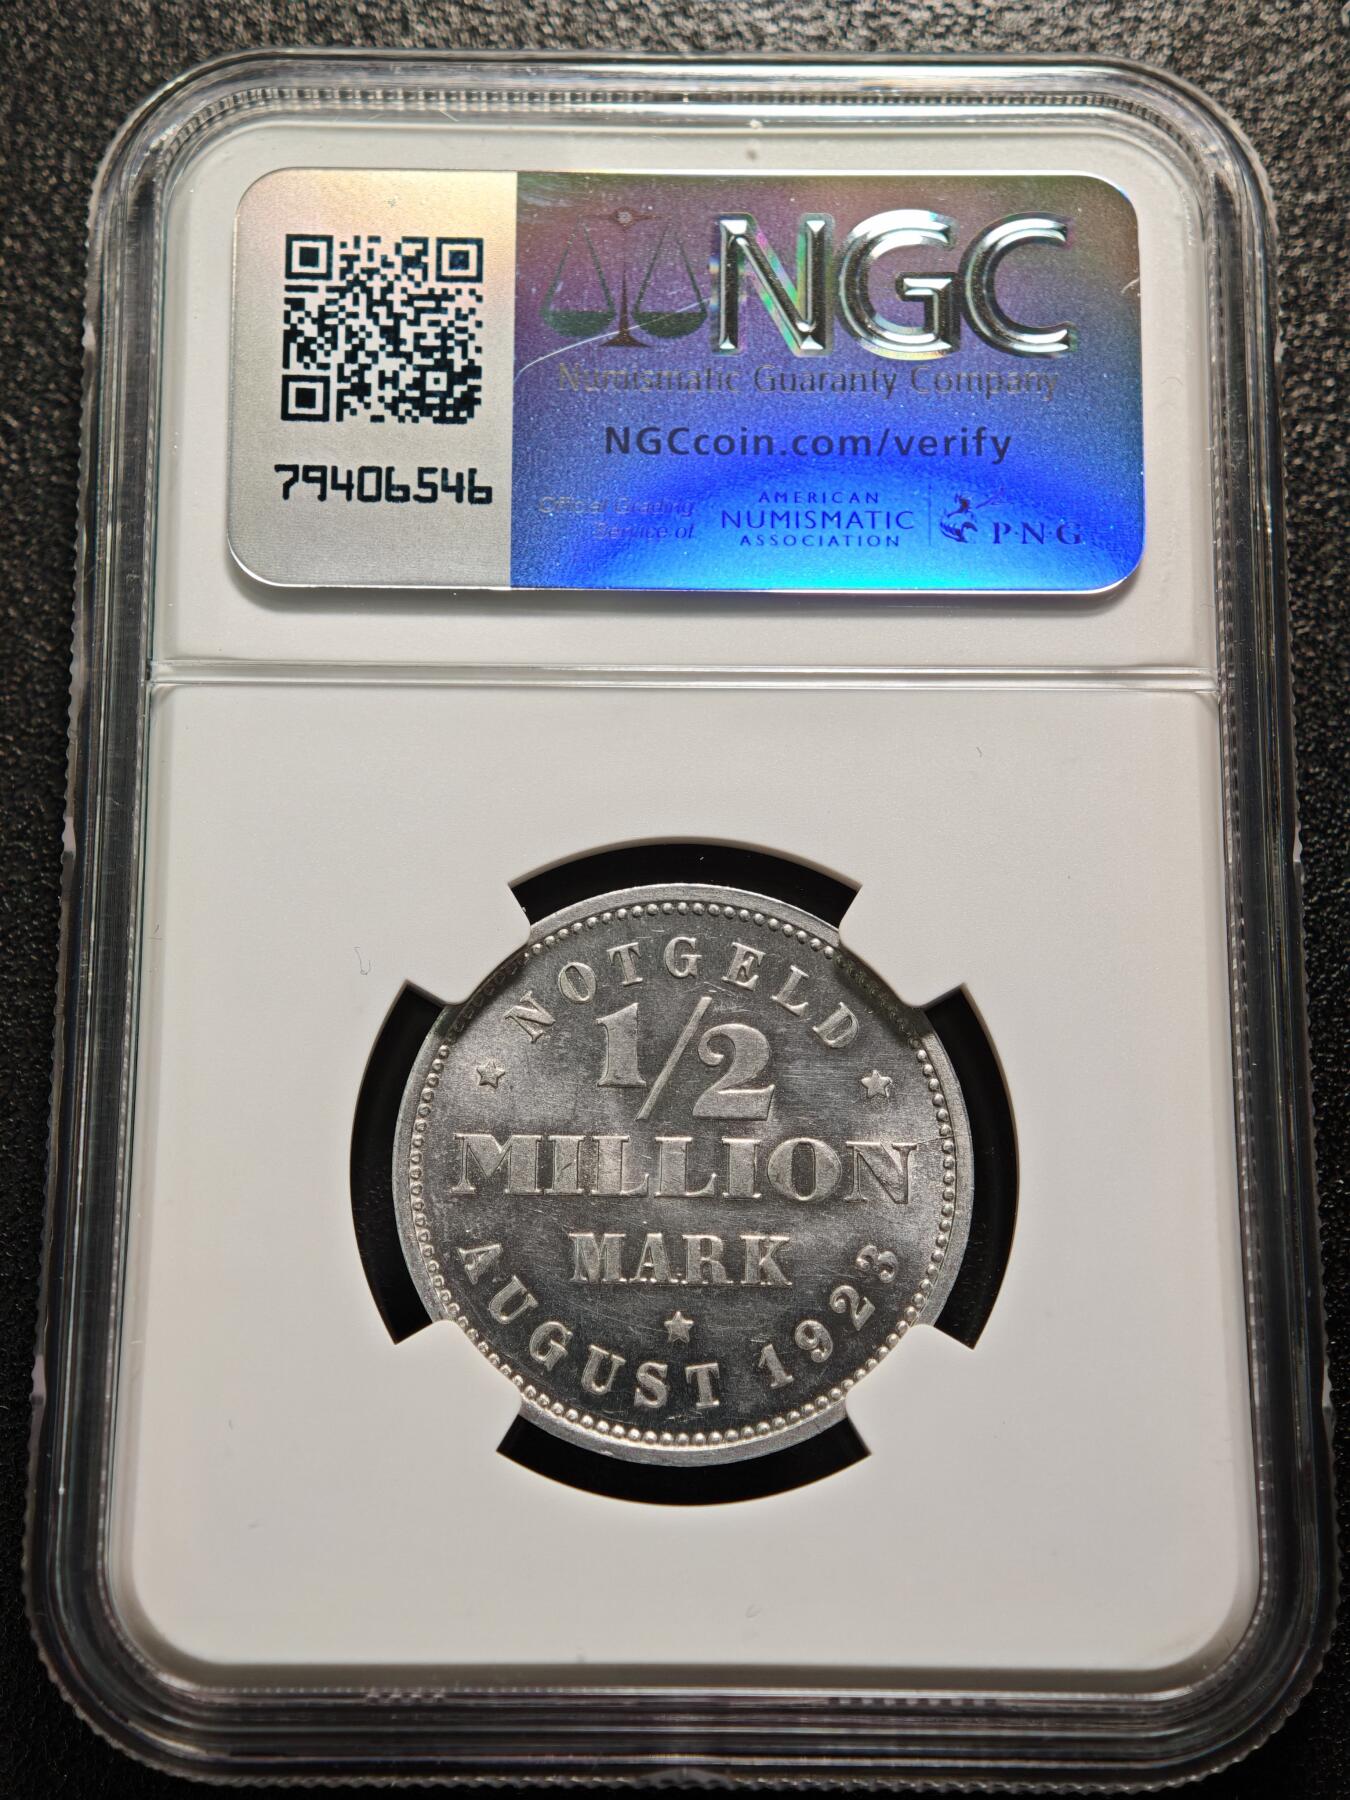 NGC
Numismatic Guaranty Company
NGCcoin.com/verify
79406546
Official Grading
Service of
AMERICAN
NUMISMATIC
ASSOCIATION
P·N·G
NOTGELD
1/2
MILLION
MARK
AUGUST 1923